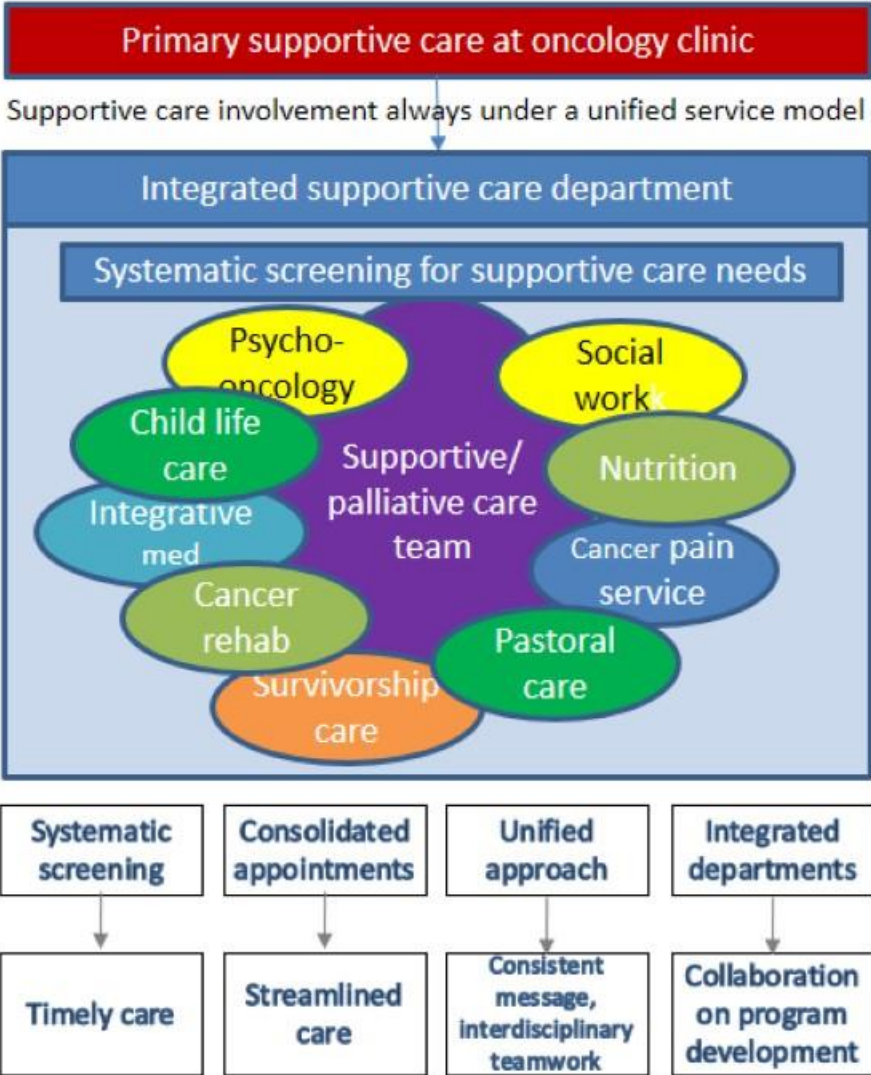 Primary supportive care at oncology clinic
Supportive care involvement always under a unified service model
Integrated supportive care department
Systematic screening for supportive care needs
Psycho-
oncology
Social
workk
Child life
care
Supportive/
palliative care
team
Nutrition
Integrative
med
Cancer pain
service
Cancer
rehab
Pastoral
care
Survivorship
care
Systematic
screening
Consolidated
appointments
Unified
approach
Integrated
departments
Timely care
Streamlined
care
Consistent
message,
interdisciplinary
teamwork
Collaboration
on program
development